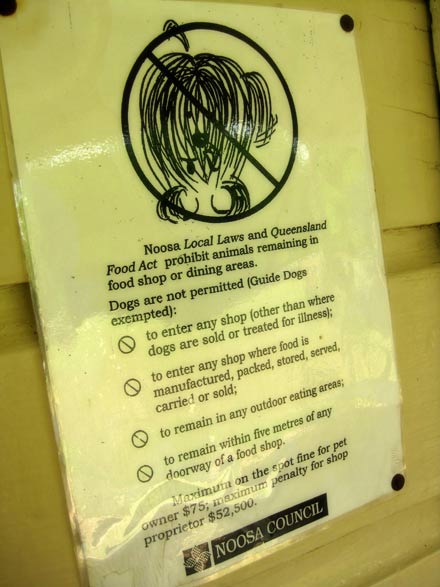 Noosa Local Laws and Queensland
Food Act prohibit animals remaining in
food shop or dining areas.
Dogs are not permitted (Guide Dogs
exempted):
to enter any shop (other than where
dogs are sold or treated for illness);
to enter any shop where food is
manufactured, packed, stored, served,
carried or sold;
to remain in any outdoor eating areas;
to remain within five metres of any
doorway of a food shop.
Maximum on the spot fine for pet
owner $75; maximum penalty for shop
proprietor $52,500.
NOOSA COUNCIL